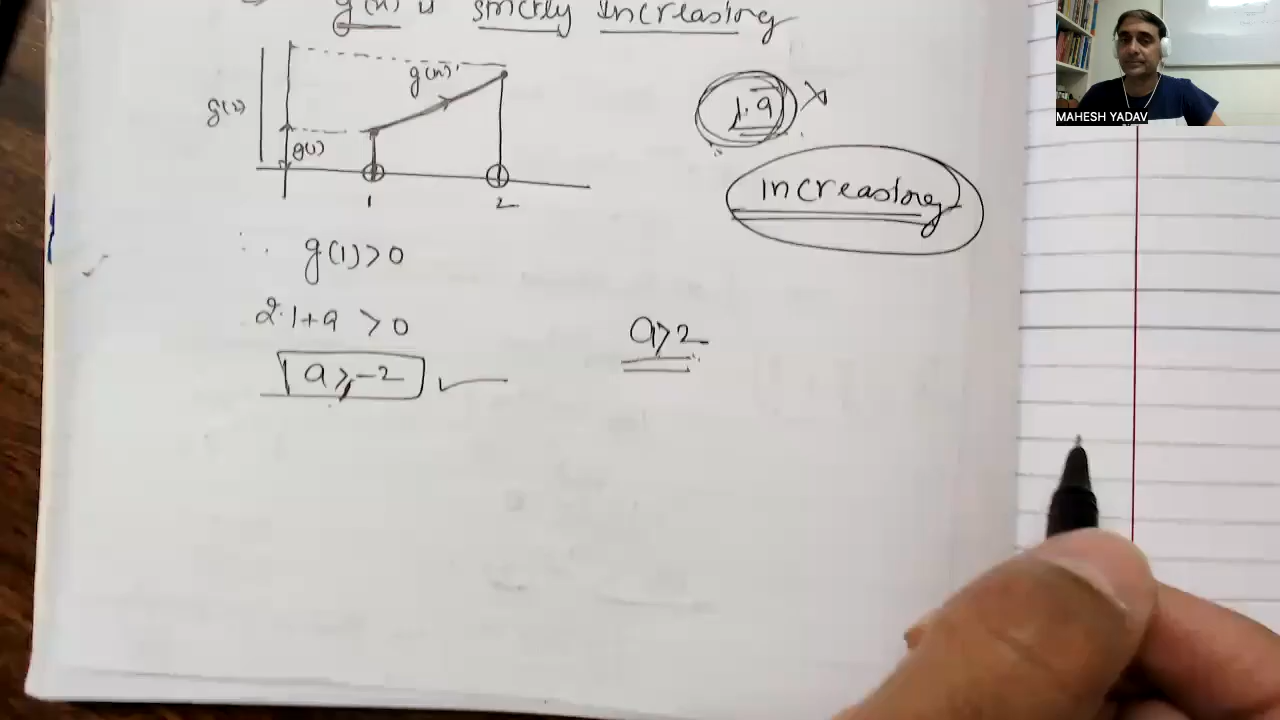 g(x) is strictly increasing
g(x)
g(2)
g(1)
1
2
1.9
increasing
∴ g(1) > 0
2·1+a > 0
a ≥ -2
a > 2
MAHESH YADAV